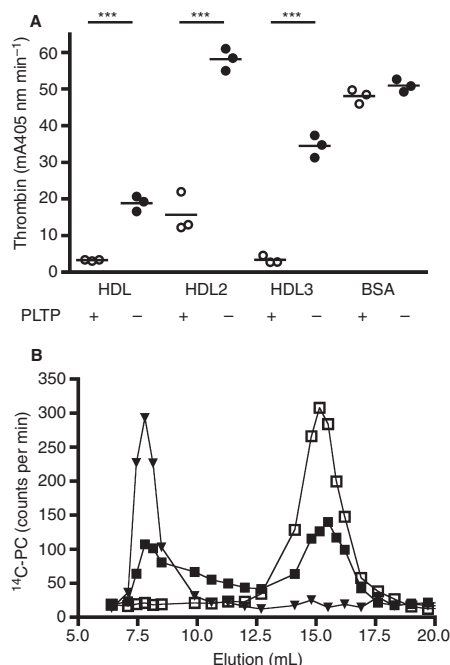 A
*** *** ***
Thrombin (mA405 nm min−1)
60
50
40
30
20
10
0
HDL HDL2 HDL3 BSA
PLTP + − + − + − + −
B
14C-PC (counts per min)
350
300
250
200
150
100
50
0
5.0 7.5 10.0 12.5 15.0 17.5 20.0
Elution (mL)